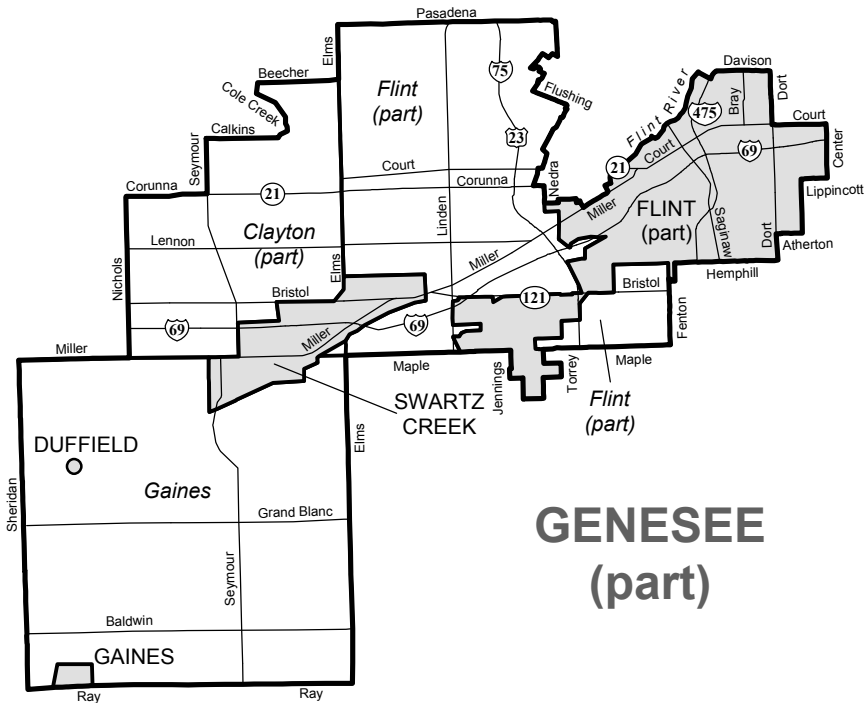 Pasadena
Elms
75
Beecher
Cole Creek
Flint
(part)
Flushing
Davison
Flint River
475
Bray
Dort
Calkins
23
Court
Seymour
21
Court
69
Center
Court
Nedra
Corunna
21
Corunna
Lippincott
Miller
Linden
FLINT
(part)
Saginaw
Clayton
(part)
Lennon
Dort
Atherton
Elms
Miller
Nichols
Hemphill
Bristol
121
Bristol
Fenton
69
Miller
69
Miller
Maple
Maple
Jennings
Torrey
SWARTZ
CREEK
Flint
(part)
Elms
DUFFIELD
Gaines
Sheridan
Grand Blanc
GENESEE
(part)
Seymour
Baldwin
GAINES
Ray
Ray